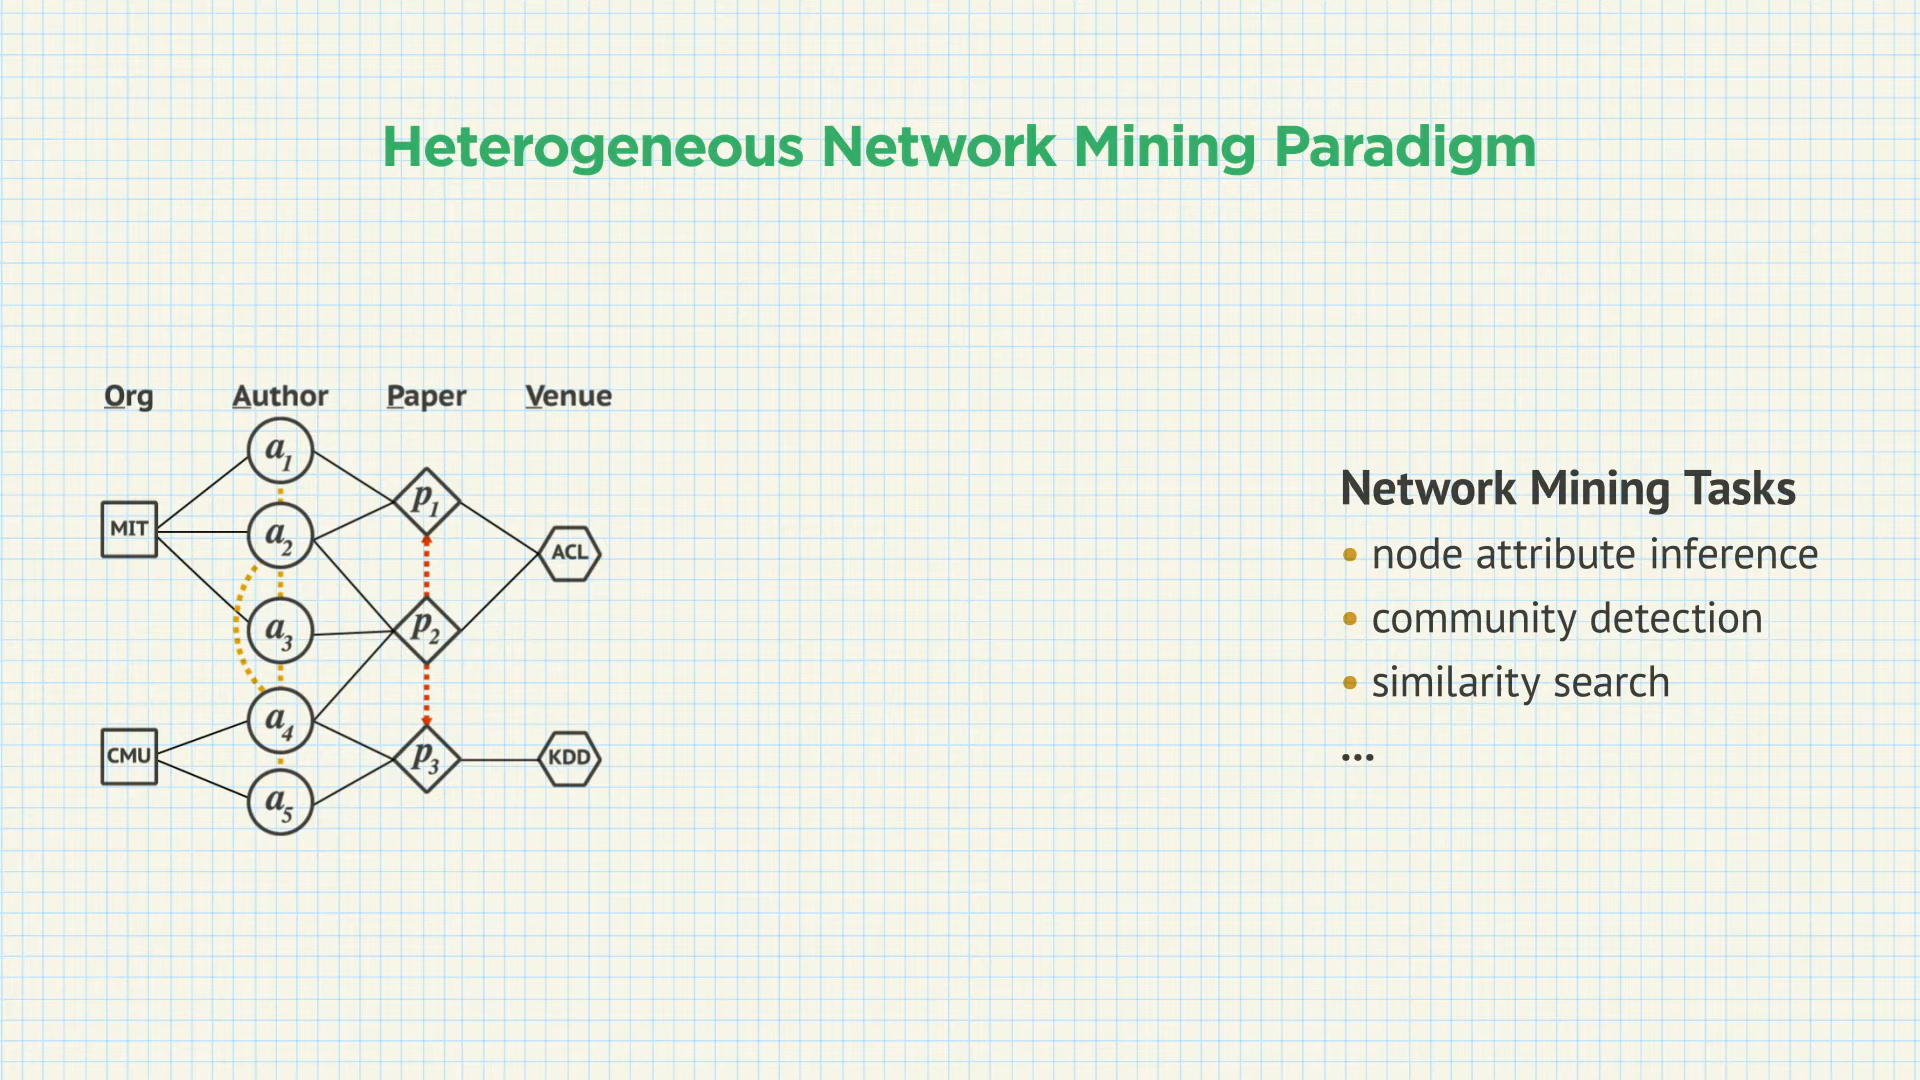 Heterogeneous Network Mining Paradigm
Org Author Paper Venue
a1
p1
MIT
a2
ACL
a3
p2
a4
CMU
p3
KDD
a5
Network Mining Tasks
• node attribute inference
• community detection
• similarity search
...